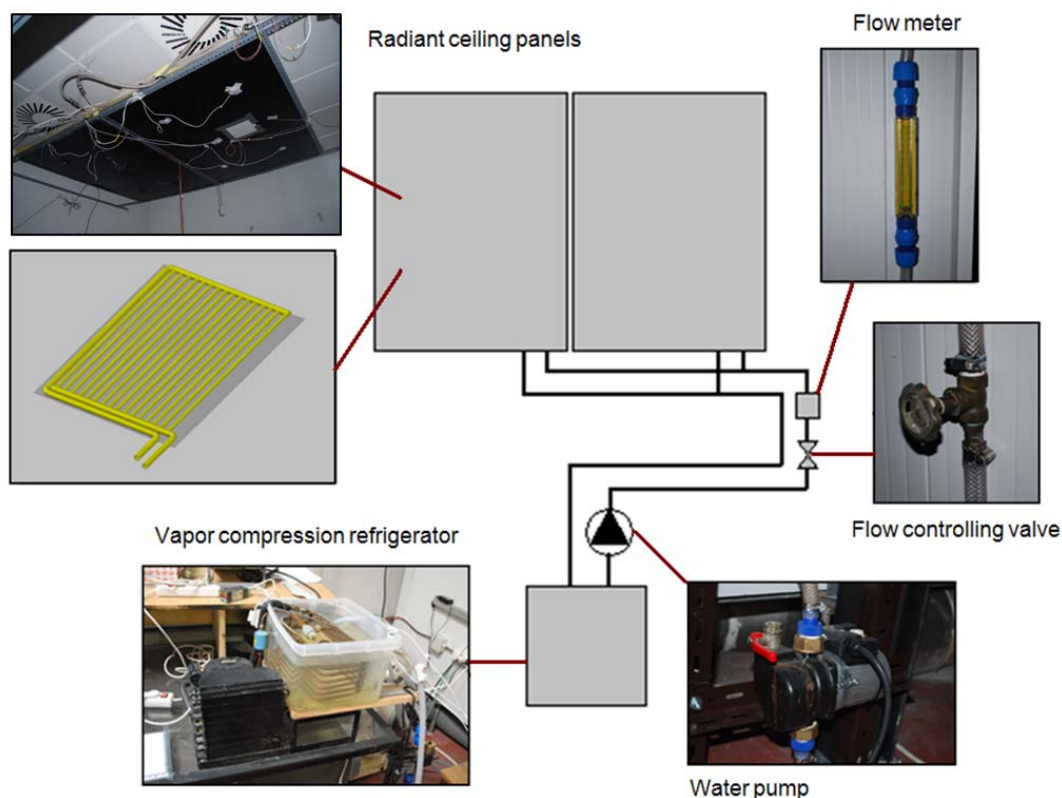 Flow meter
Radiant ceiling panels
Flow controlling valve
Vapor compression refrigerator
Water pump